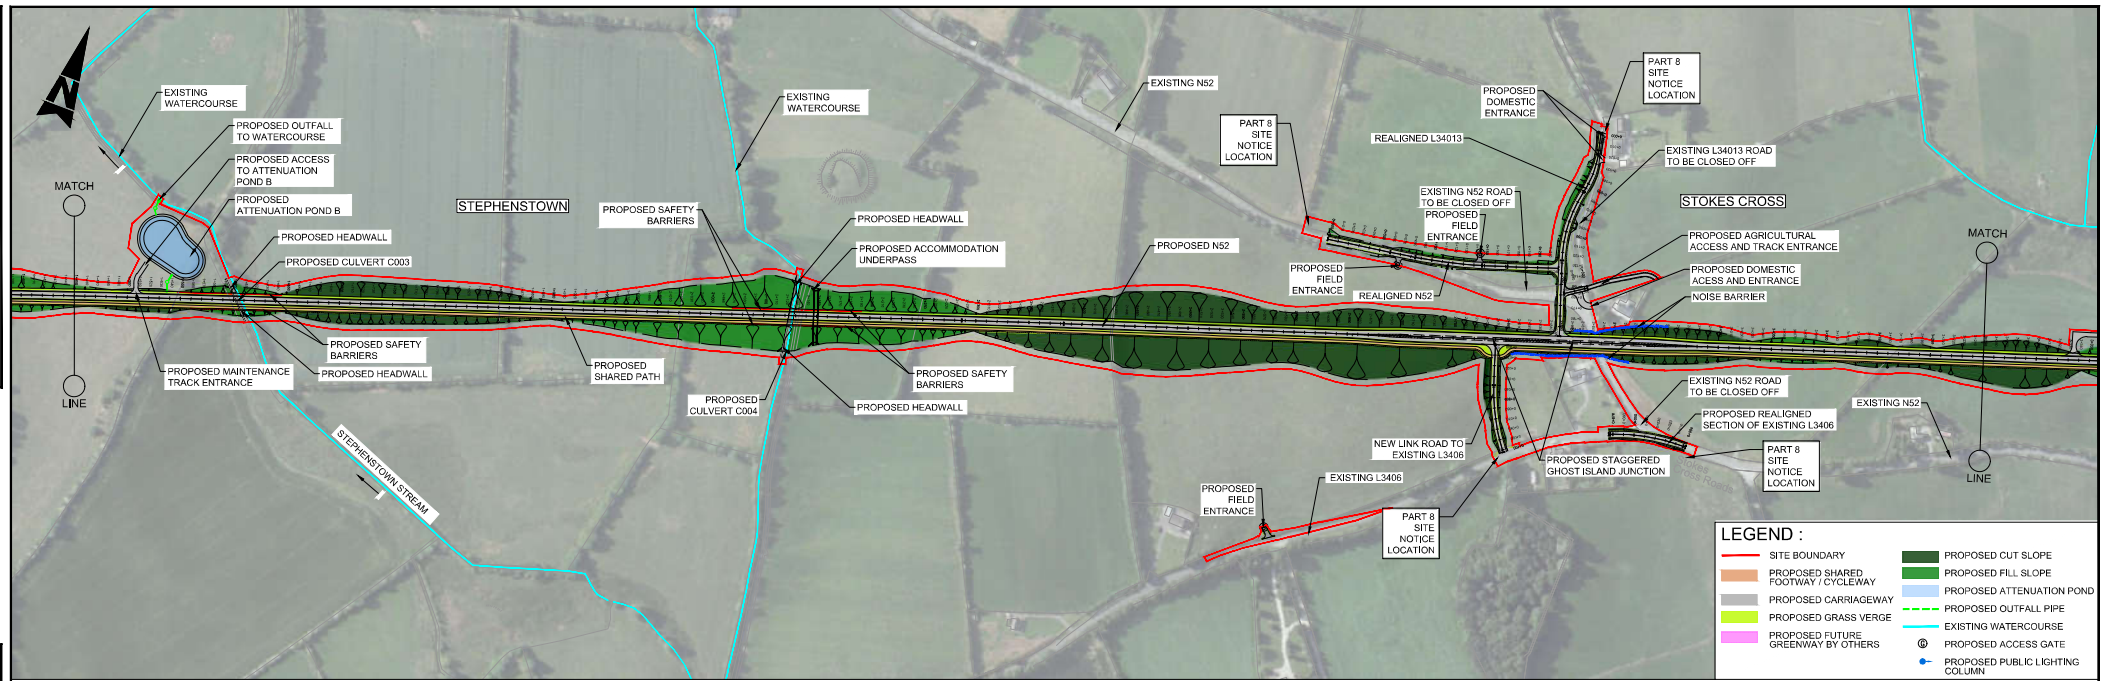 N
EXISTING
WATERCOURSE
PROPOSED OUTFALL
TO WATERCOURSE
PROPOSED ACCESS
TO ATTENUATION
POND B
PROPOSED
ATTENUATION POND B
MATCH
LINE
PROPOSED HEADWALL
PROPOSED CULVERT C003
PROPOSED SAFETY
BARRIERS
PROPOSED HEADWALL
PROPOSED MAINTENANCE
TRACK ENTRANCE
STEPHENSTOWN STREAM
STEPHENSTOWN
PROPOSED SAFETY
BARRIERS
PROPOSED
SHARED PATH
EXISTING
WATERCOURSE
PROPOSED HEADWALL
PROPOSED ACCOMMODATION
UNDERPASS
PROPOSED
CULVERT C004
PROPOSED HEADWALL
PROPOSED SAFETY
BARRIERS
EXISTING N52
PROPOSED N52
PART 8
SITE
NOTICE
LOCATION
PROPOSED
FIELD
ENTRANCE
REALIGNED N52
EXISTING N52 ROAD
TO BE CLOSED OFF
PROPOSED
FIELD
ENTRANCE
REALIGNED L34013
PROPOSED
DOMESTIC
ENTRANCE
PART 8
SITE
NOTICE
LOCATION
EXISTING L34013 ROAD
TO BE CLOSED OFF
STOKES CROSS
PROPOSED AGRICULTURAL
ACCESS AND TRACK ENTRANCE
PROPOSED DOMESTIC
ACESS AND ENTRANCE
NOISE BARRIER
MATCH
LINE
EXISTING N52 ROAD
TO BE CLOSED OFF
PROPOSED REALIGNED
SECTION OF EXISTING L3406
EXISTING N52
PART 8
SITE
NOTICE
LOCATION
PROPOSED STAGGERED
GHOST ISLAND JUNCTION
NEW LINK ROAD TO
EXISTING L3406
EXISTING L3406
PROPOSED
FIELD
ENTRANCE
PART 8
SITE
NOTICE
LOCATION
LEGEND :
SITE BOUNDARY
PROPOSED SHARED
FOOTWAY / CYCLEWAY
PROPOSED CARRIAGEWAY
PROPOSED GRASS VERGE
PROPOSED FUTURE
GREENWAY BY OTHERS
PROPOSED CUT SLOPE
PROPOSED FILL SLOPE
PROPOSED ATTENUATION POND
PROPOSED OUTFALL PIPE
EXISTING WATERCOURSE
G PROPOSED ACCESS GATE
PROPOSED PUBLIC LIGHTING
COLUMN